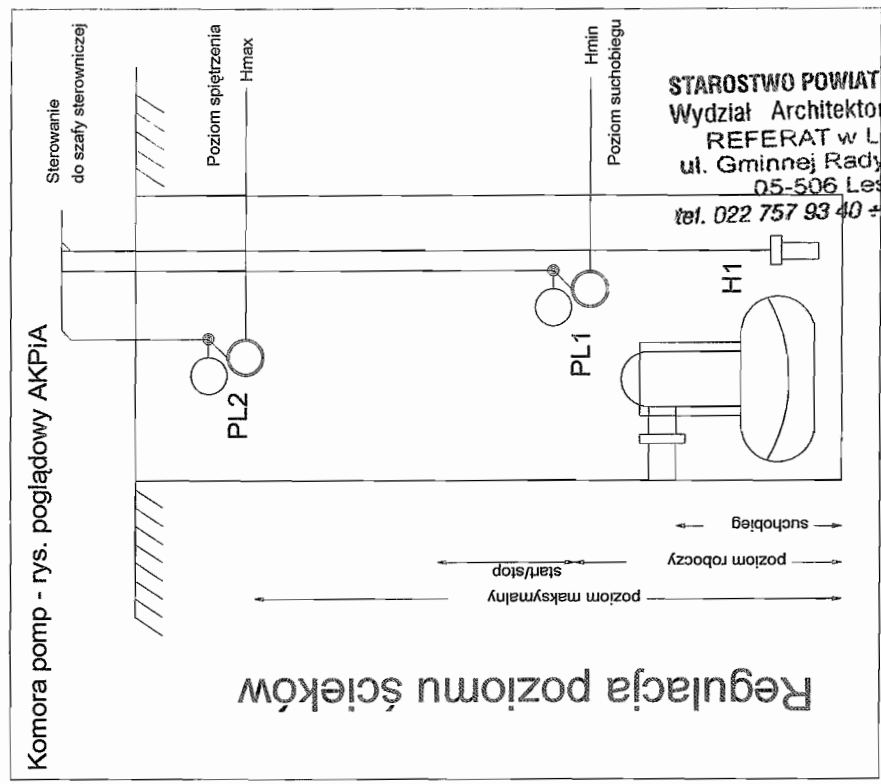 Komora pomp - rys. poglądowy AKPiA
Sterowanie
do szafy sterowniczej
Poziom spiętrzenia
Hmax
Hmin
Poziom suchobiegu
PL2
PL1
H1
suchobieg
poziom roboczy
start/stop
poziom maksymalny
Regulacja poziomu ścieków
STAROSTWO POWIAT
Wydział Architekto
REFERAT w L
ul. Gminnej Rady
05-506 Les
tel. 022 757 93 40 ÷